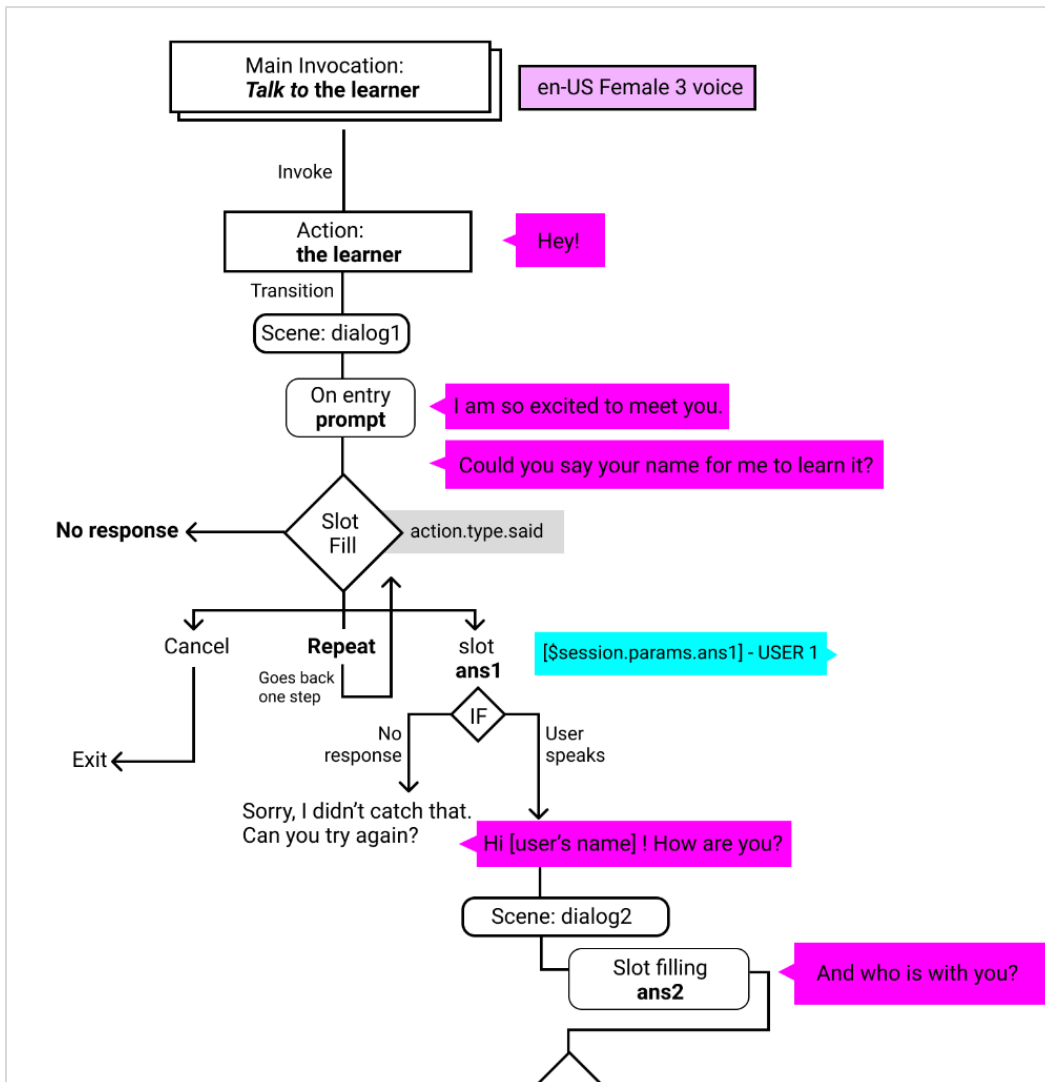 Main Invocation:
Talk to the learner
en-US Female 3 voice
Invoke
Action:
the learner
Hey!
Transition
Scene: dialog1
On entry
prompt
I am so excited to meet you.
Could you say your name for me to learn it?
Slot
Fill
No response
action.type.said
Cancel
Repeat
slot
ans1
[$session.params.ans1] - USER 1
Goes back
one step
IF
No
response
User
speaks
Exit
Sorry, I didn’t catch that.
Can you try again?
Hi [user’s name] ! How are you?
Scene: dialog2
Slot filling
ans2
And who is with you?